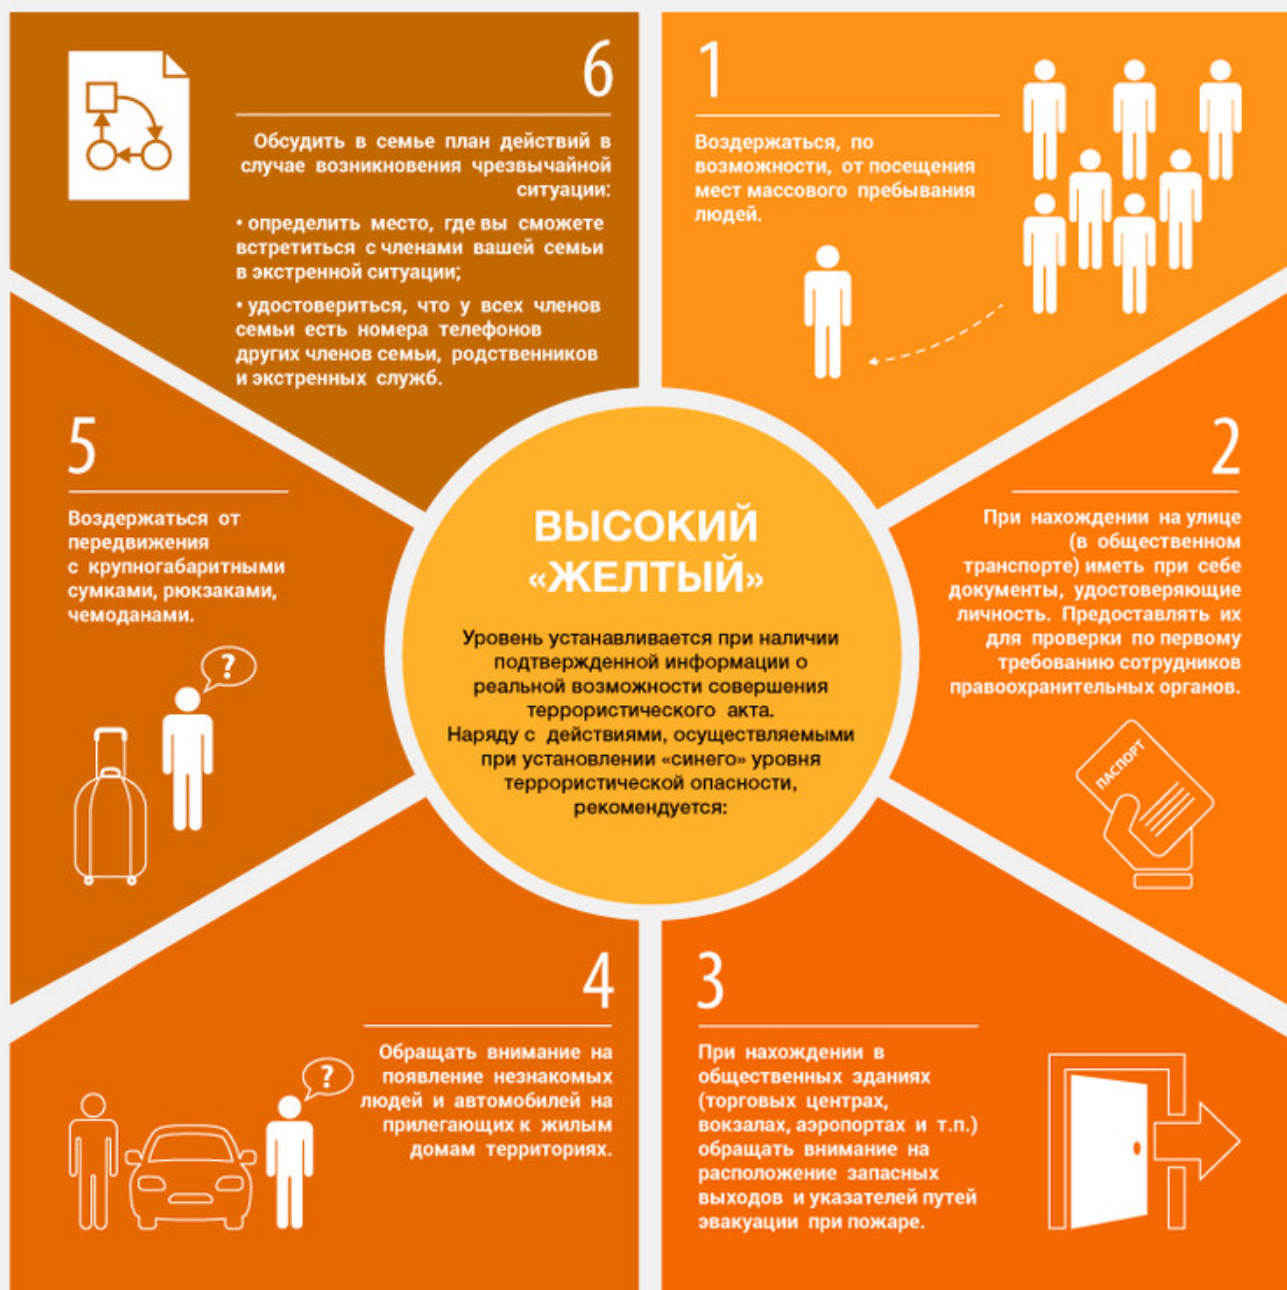 ВЫСОКИЙ
«ЖЕЛТЫЙ»
Уровень устанавливается при наличии
подтвержденной информации о
реальной возможности совершения
террористического акта.
Наряду с действиями, осуществляемыми
при установлении «синего» уровня
террористической опасности,
рекомендуется:
1
Воздержаться, по
возможности, от посещения
мест массового пребывания
людей.
2
При нахождении на улице
(в общественном
транспорте) иметь при себе
документы, удостоверяющие
личность. Предоставлять их
для проверки по первому
требованию сотрудников
правоохранительных органов.
ПАСПОРТ
3
При нахождении в
общественных зданиях
(торговых центрах,
вокзалах, аэропортах и т.п.)
обращать внимание на
расположение запасных
выходов и указателей путей
эвакуации при пожаре.
4
Обращать внимание на
появление незнакомых
людей и автомобилей на
прилегающих к жилым
домам территориях.
?
5
Воздержаться от
передвижения
с крупногабаритными
сумками, рюкзаками,
чемоданами.
?
6
Обсудить в семье план действий в
случае возникновения чрезвычайной
ситуации:
• определить место, где вы сможете
встретиться с членами вашей семьи
в экстренной ситуации;
• удостовериться, что у всех членов
семьи есть номера телефонов
других членов семьи, родственников
и экстренных служб.